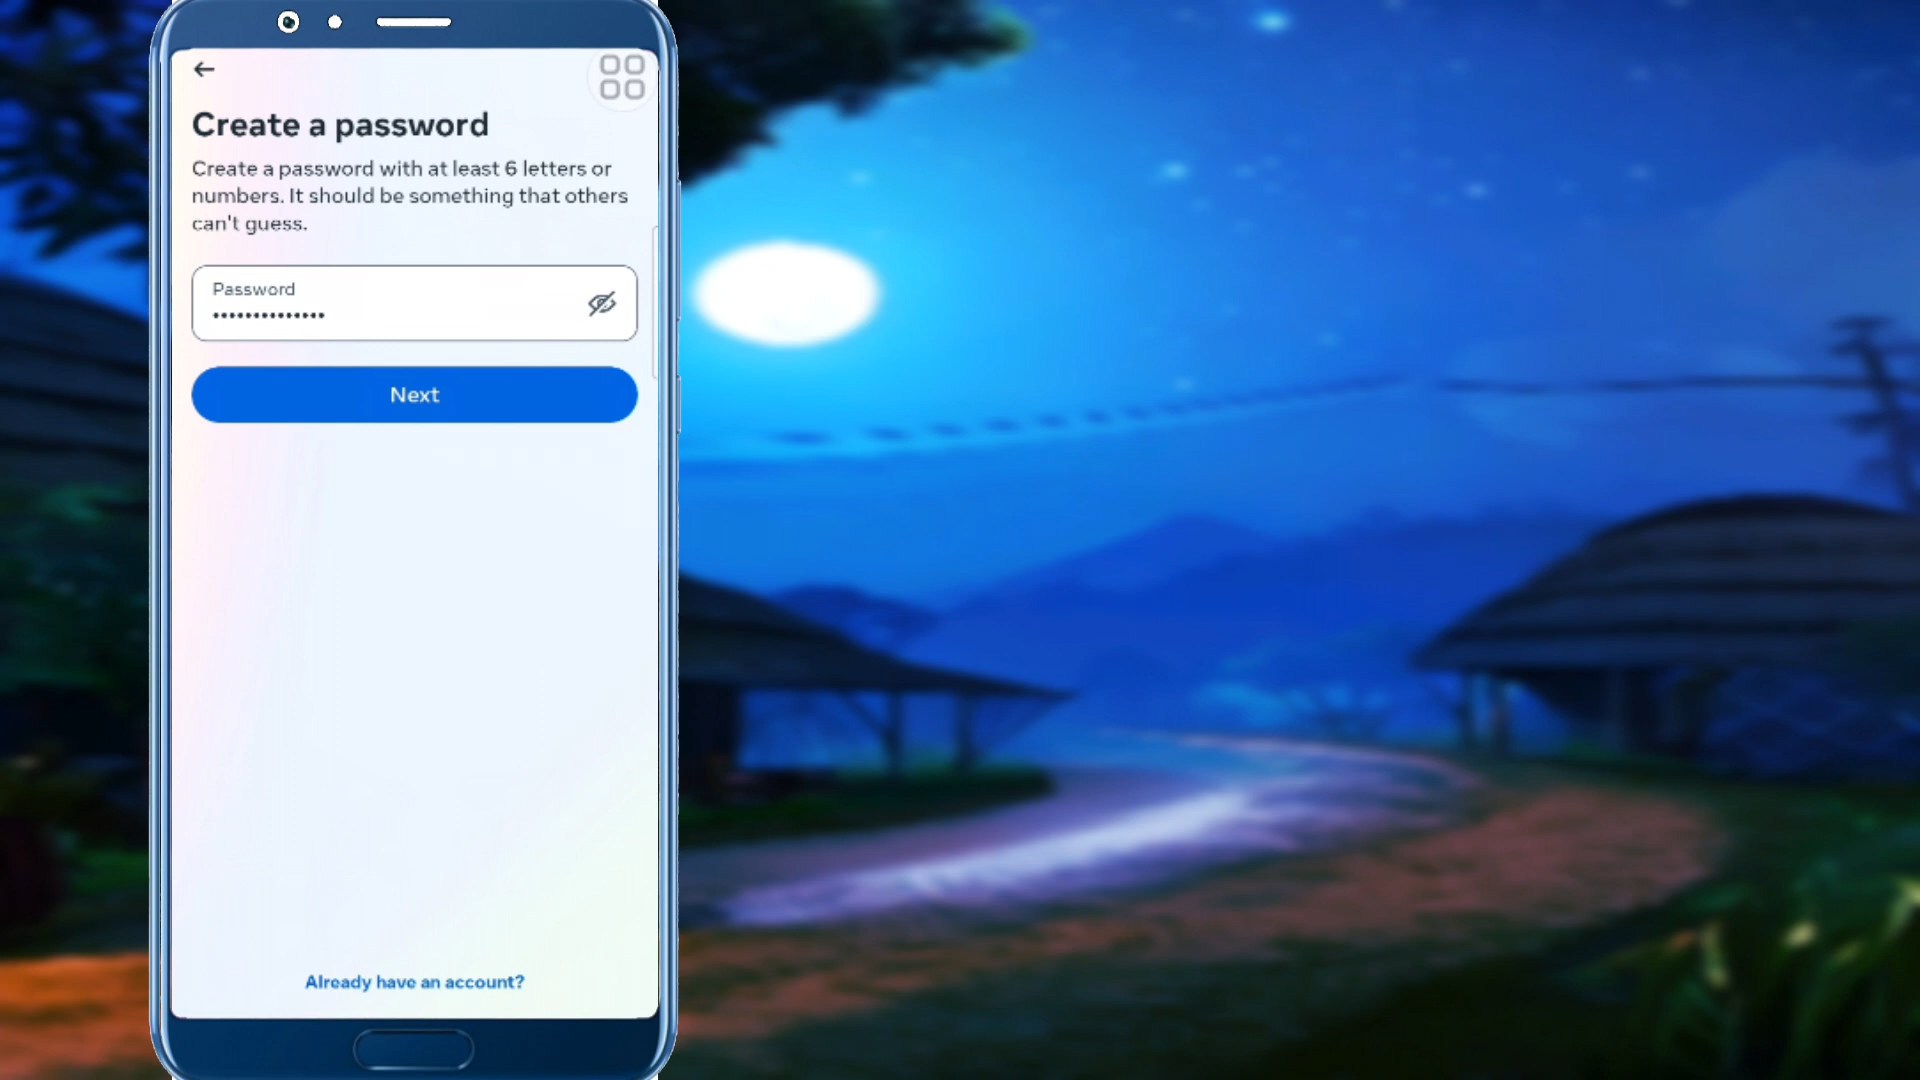 Create a password
Create a password with at least 6 letters or
numbers. It should be something that others
can't guess.
Password
••••••••••••••
Next
Already have an account?